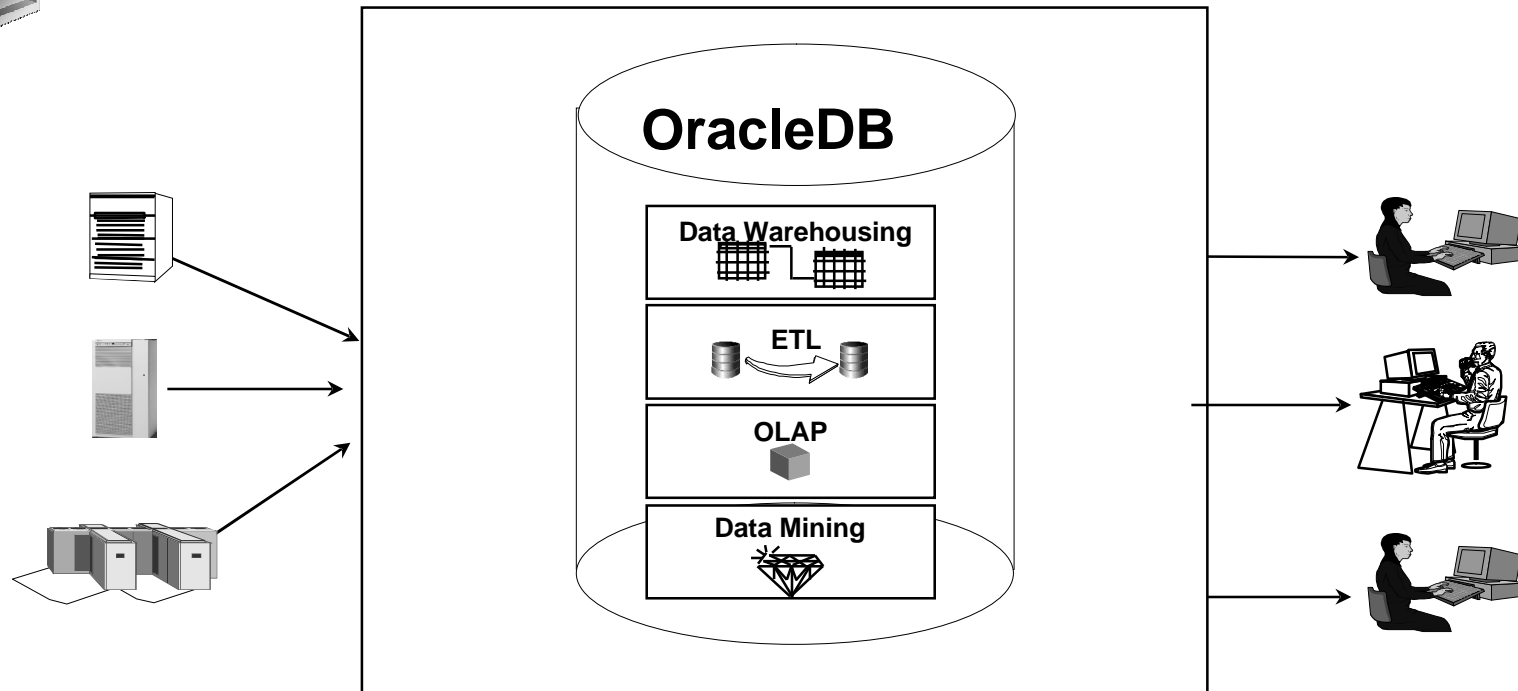 OracleDB
Data Warehousing
ETL
OLAP
Data Mining